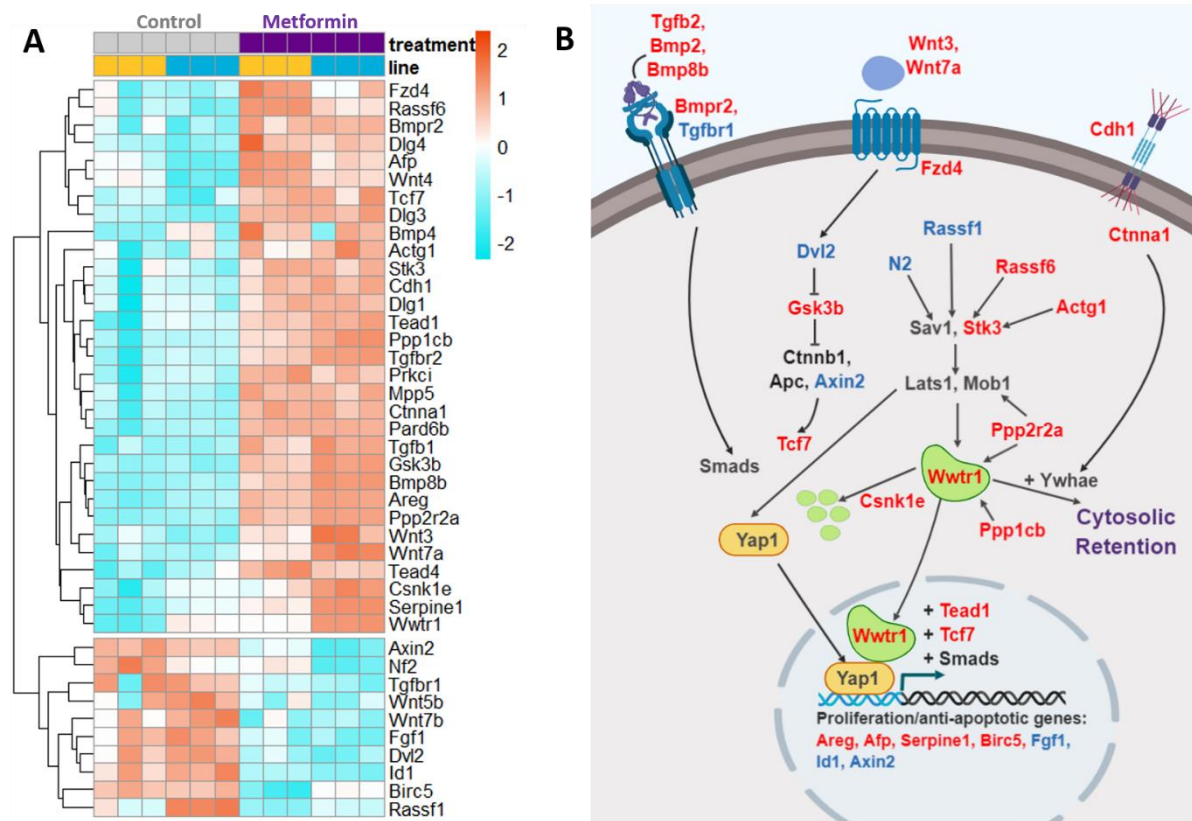 A
Control
Metformin
treatment
line
2
1
0
-1
-2
Fzd4
Rassf6
Bmpr2
Dlg4
Afp
Wnt4
Tcf7
Dlg3
Bmp4
Actg1
Stk3
Cdh1
Dlg1
Tead1
Ppp1cb
Tgfbr2
Prkci
Mpp5
Ctnna1
Pard6b
Tgfb1
Gsk3b
Bmp8b
Areg
Ppp2r2a
Wnt3
Wnt7a
Tead4
Csnk1e
Serpine1
Wwtr1
Axin2
Nf2
Tgfbr1
Wnt5b
Wnt7b
Fgf1
Dvl2
Id1
Birc5
Rassf1
B
Tgfb2,
Bmp2,
Bmp8b
Bmpr2,
Tgfbr1
Wnt3,
Wnt7a
Fzd4
Cdh1
Ctnna1
Dvl2
Gsk3b
Ctnnb1,
Apc, Axin2
Tcf7
Smads
Rassf1
N2
Rassf6
Actg1
Sav1, Stk3
Lats1, Mob1
Ppp2r2a
Wwtr1
+ Ywhae
Csnk1e
Ppp1cb
Cytosolic
Retention
Yap1
Wwtr1
+ Tead1
+ Tcf7
+ Smads
Yap1
Proliferation/anti-apoptotic genes:
Areg, Afp, Serpine1, Birc5, Fgf1,
Id1, Axin2